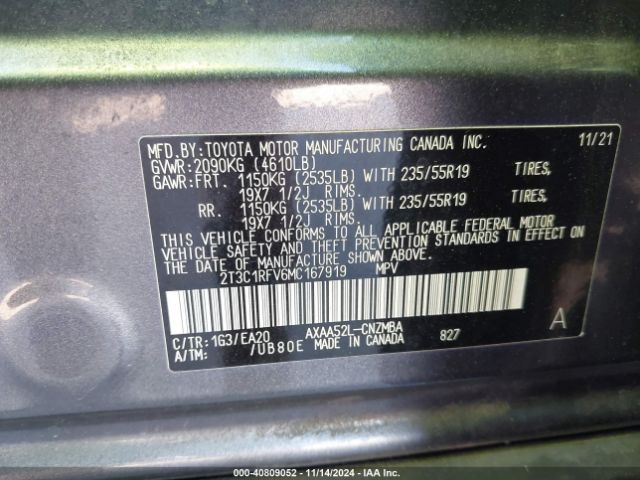 MFD.BY:TOYOTA MOTOR MANUFACTURING CANADA INC. 11/21
GVWR:2090KG (4610LB)
GAWR:FRT. 1150KG (2535LB) WITH 235/55R19 TIRES,
19X7 1/2J RIMS.
RR. 1150KG (2535LB) WITH 235/55R19 TIRES,
19X7 1/2J RIMS.
THIS VEHICLE CONFORMS TO ALL APPLICABLE FEDERAL MOTOR
VEHICLE SAFETY AND THEFT PREVENTION STANDARDS IN EFFECT
ON THE DATE OF MANUFACTURE SHOWN ABOVE.
2T3C1RFV6MC167919 MPV
C/TR:1G3/EA20 AXAA52L-CNZMBA A
A/TM: /UB80E MADE IN CANADA 827
000-40809052 - 11/14/2024 - IAA Inc.